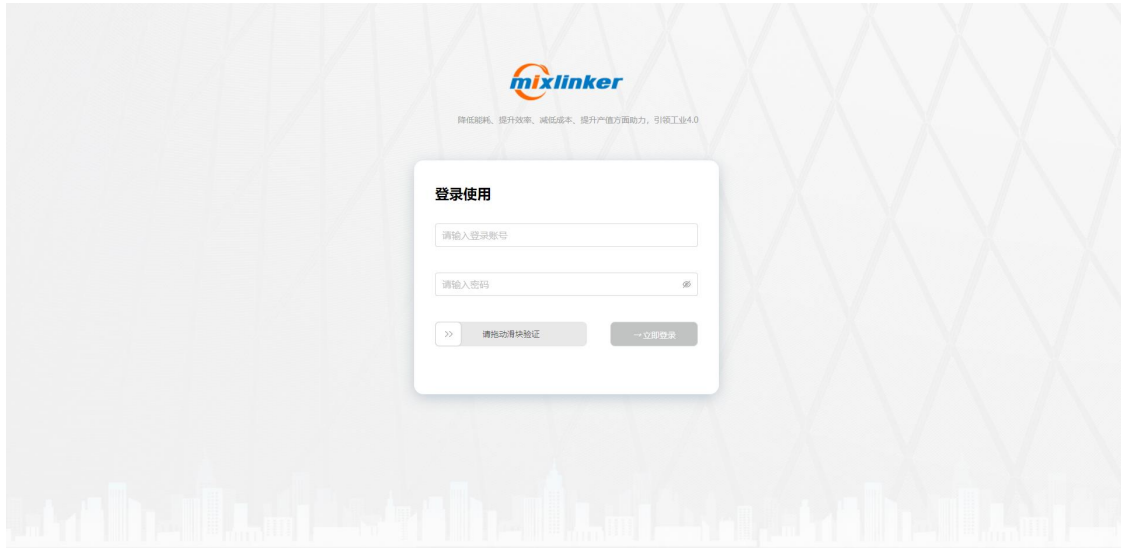 mixlinker
降低能耗、提升效率、减低成本、提升产值方面助力，引领工业4.0
登录使用
请输入登录账号
请输入密码
>> 请拖动滑块验证
→立即登录